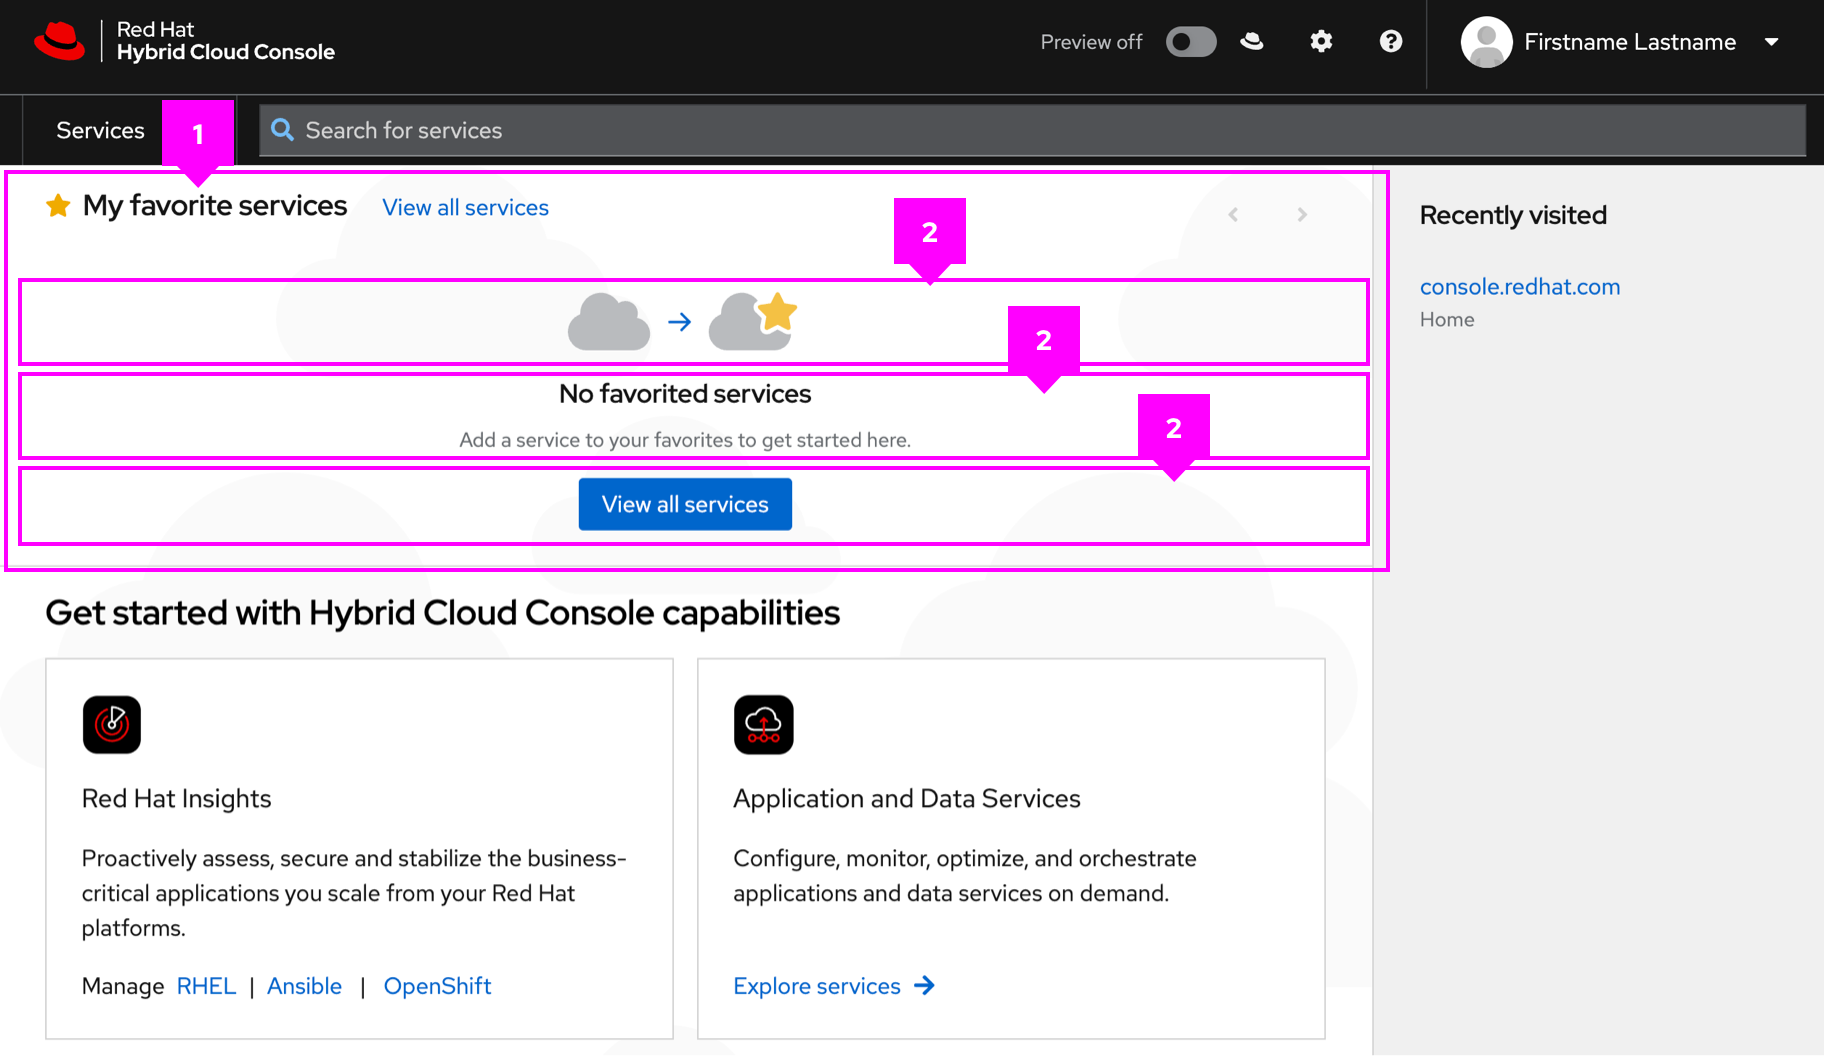 Red Hat
Hybrid Cloud Console
Preview off
Firstname Lastname
Services
1
Search for services
My favorite services
View all services
2
Recently visited
console.redhat.com
Home
2
No favorited services
Add a service to your favorites to get started here.
2
View all services
Get started with Hybrid Cloud Console capabilities
Red Hat Insights
Proactively assess, secure and stabilize the business-
critical applications you scale from your Red Hat
platforms.
Manage RHEL | Ansible | OpenShift
Application and Data Services
Configure, monitor, optimize, and orchestrate
applications and data services on demand.
Explore services